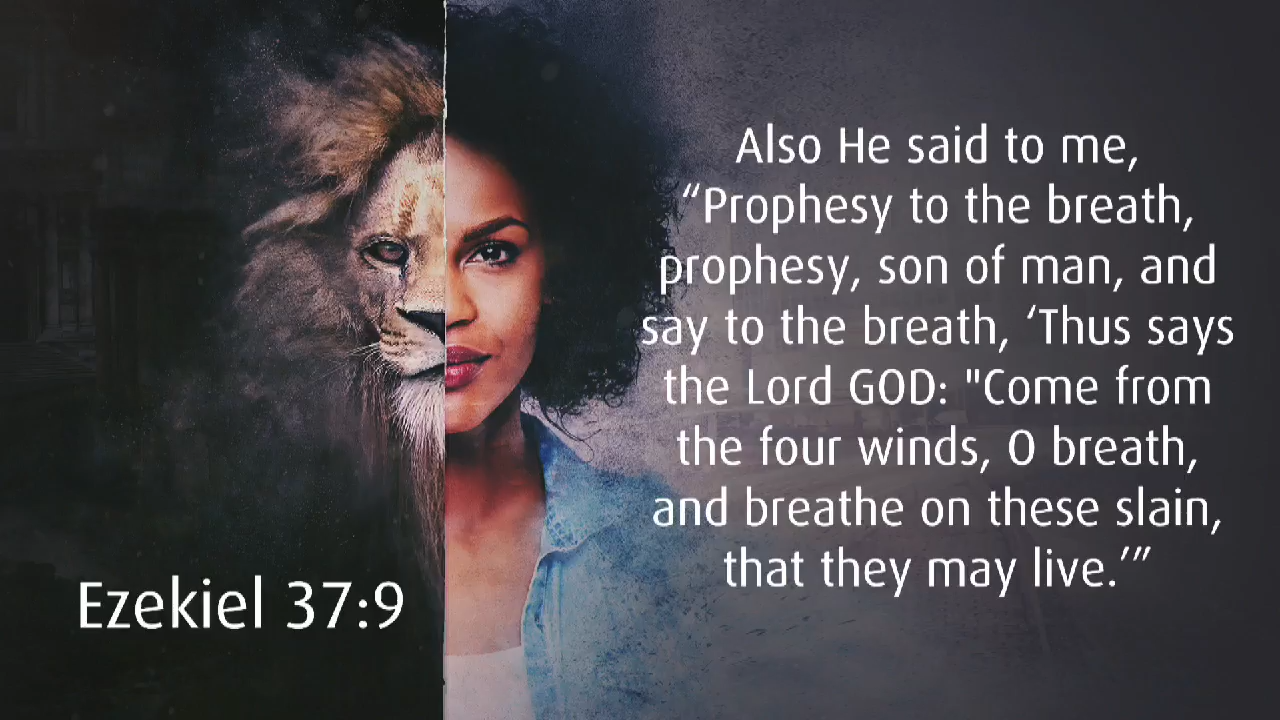 Also He said to me,
“Prophesy to the breath,
prophesy, son of man, and
say to the breath, ‘Thus says
the Lord GOD: "Come from
the four winds, O breath,
and breathe on these slain,
that they may live.’”
Ezekiel 37:9